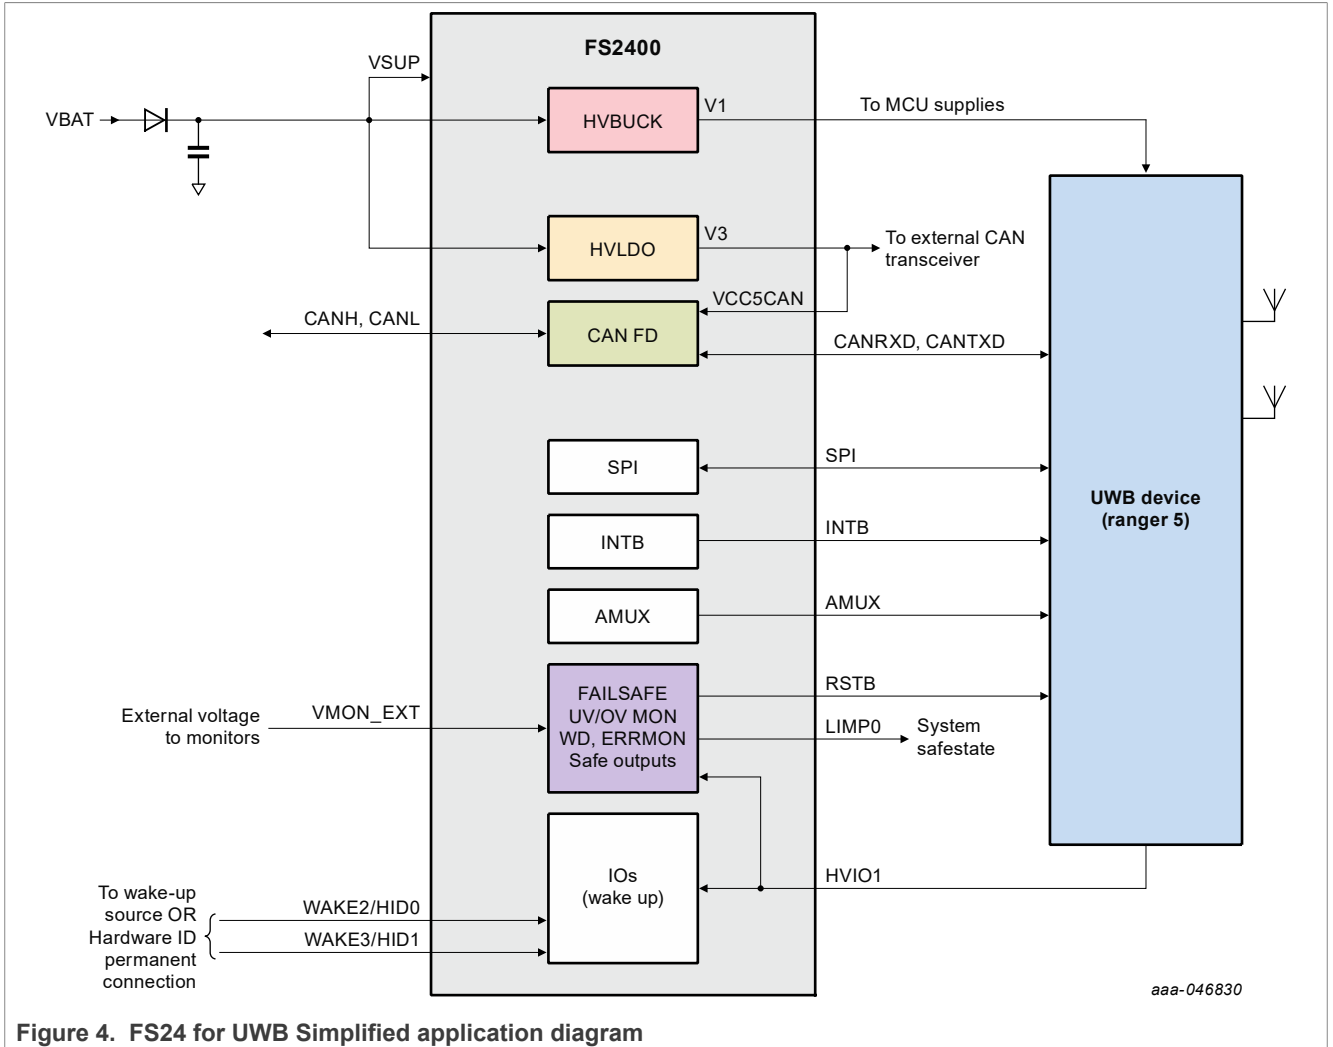 FS2400
VSUP
VBAT
HVBUCK
V1
To MCU supplies
HVLDO
V3
To external CAN
transceiver
VCC5CAN
CANH, CANL
CAN FD
CANRXD, CANTXD
SPI
SPI
UWB device
(ranger 5)
INTB
INTB
AMUX
AMUX
External voltage
to monitors
VMON_EXT
FAILSAFE
UV/OV MON
WD, ERRMON
Safe outputs
RSTB
LIMP0
System
safestate
IOs
(wake up)
HVIO1
To wake-up
source OR
Hardware ID
permanent
connection
WAKE2/HID0
WAKE3/HID1
aaa-046830
Figure 4. FS24 for UWB Simplified application diagram